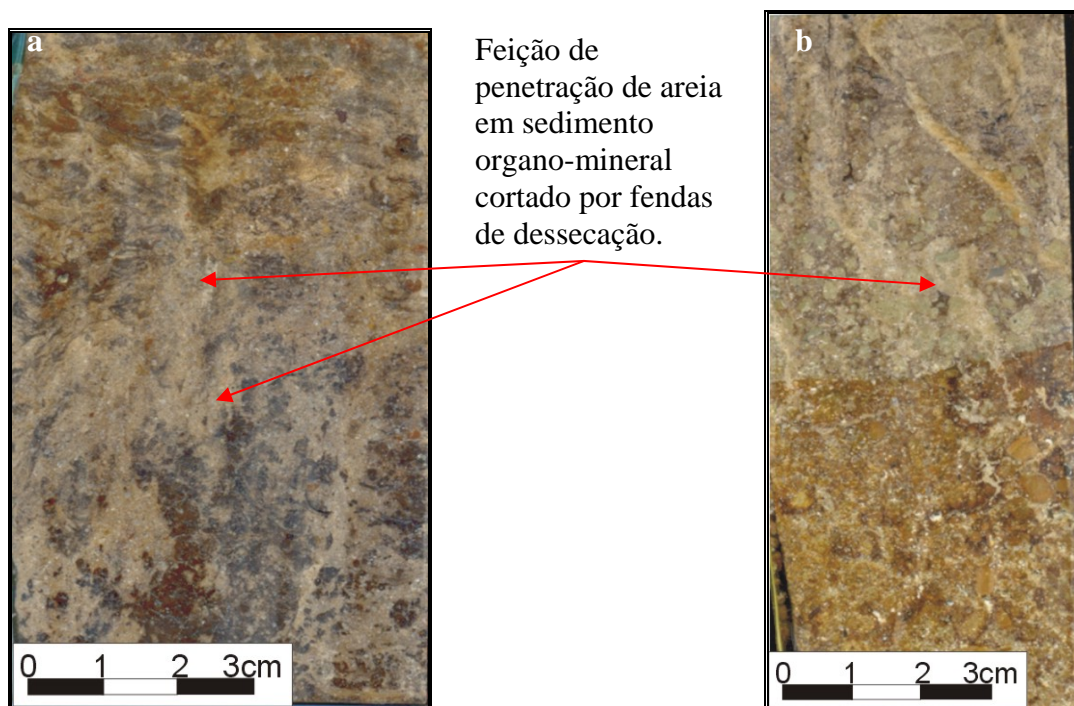 a
Feição de
penetração de areia
em sedimento
organo-mineral
cortado por fendas
de dessecação.
b
0 1 2 3cm
0 1 2 3cm